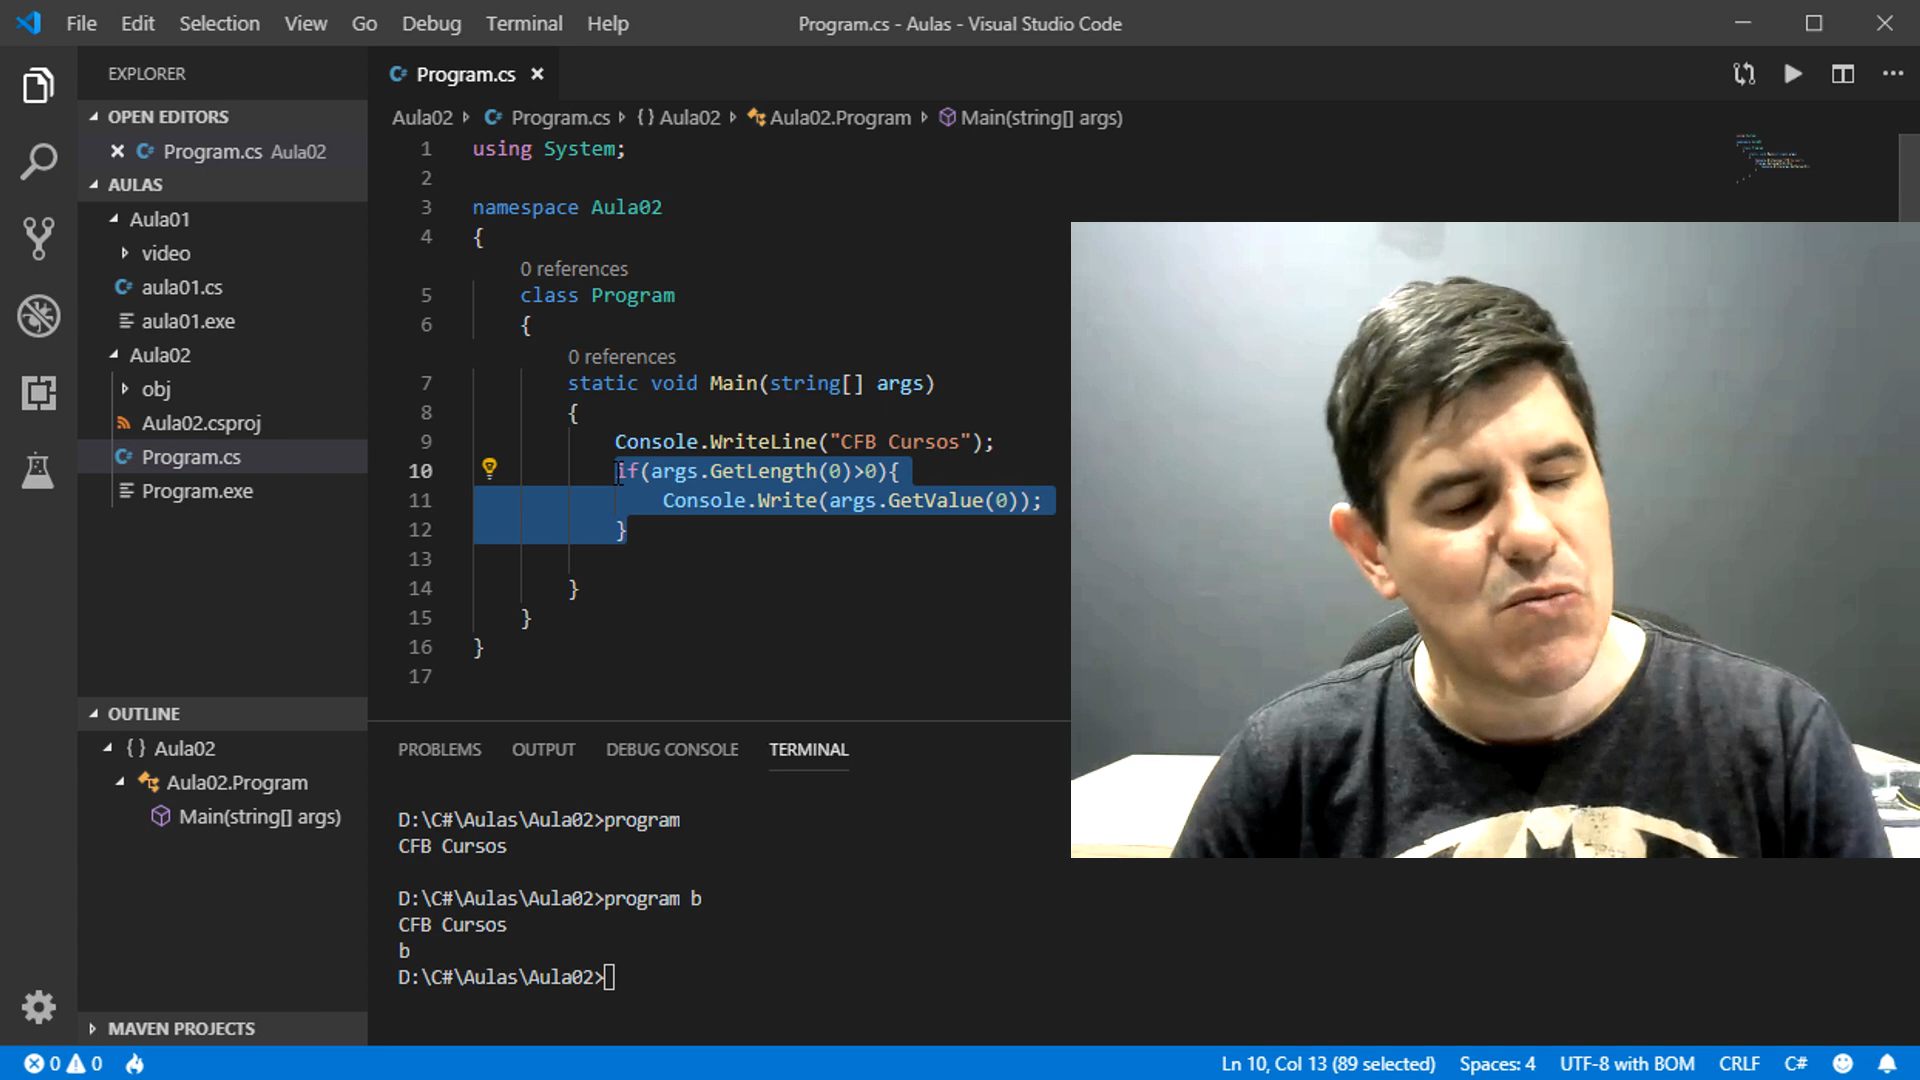 File Edit Selection View Go Debug Terminal Help
Program.cs - Aulas - Visual Studio Code
EXPLORER
OPEN EDITORS
Program.cs Aula02
AULAS
Aula01
video
aula01.cs
aula01.exe
Aula02
obj
Aula02.csproj
Program.cs
Program.exe
OUTLINE
{ } Aula02
Aula02.Program
Main(string[] args)
MAVEN PROJECTS
Program.cs
Aula02 Program.cs { } Aula02 Aula02.Program Main(string[] args)
1 using System;
2
3 namespace Aula02
4 {
0 references
5 class Program
6 {
0 references
7 static void Main(string[] args)
8 {
9 Console.WriteLine("CFB Cursos");
10 if(args.GetLength(0)>0){
11 Console.Write(args.GetValue(0));
12 }
13
14 }
15 }
16 }
17
PROBLEMS OUTPUT DEBUG CONSOLE TERMINAL
D:\C#\Aulas\Aula02>program
CFB Cursos
D:\C#\Aulas\Aula02>program b
CFB Cursos
b
D:\C#\Aulas\Aula02>
0 0
Ln 10, Col 13 (89 selected) Spaces: 4 UTF-8 with BOM CRLF C#